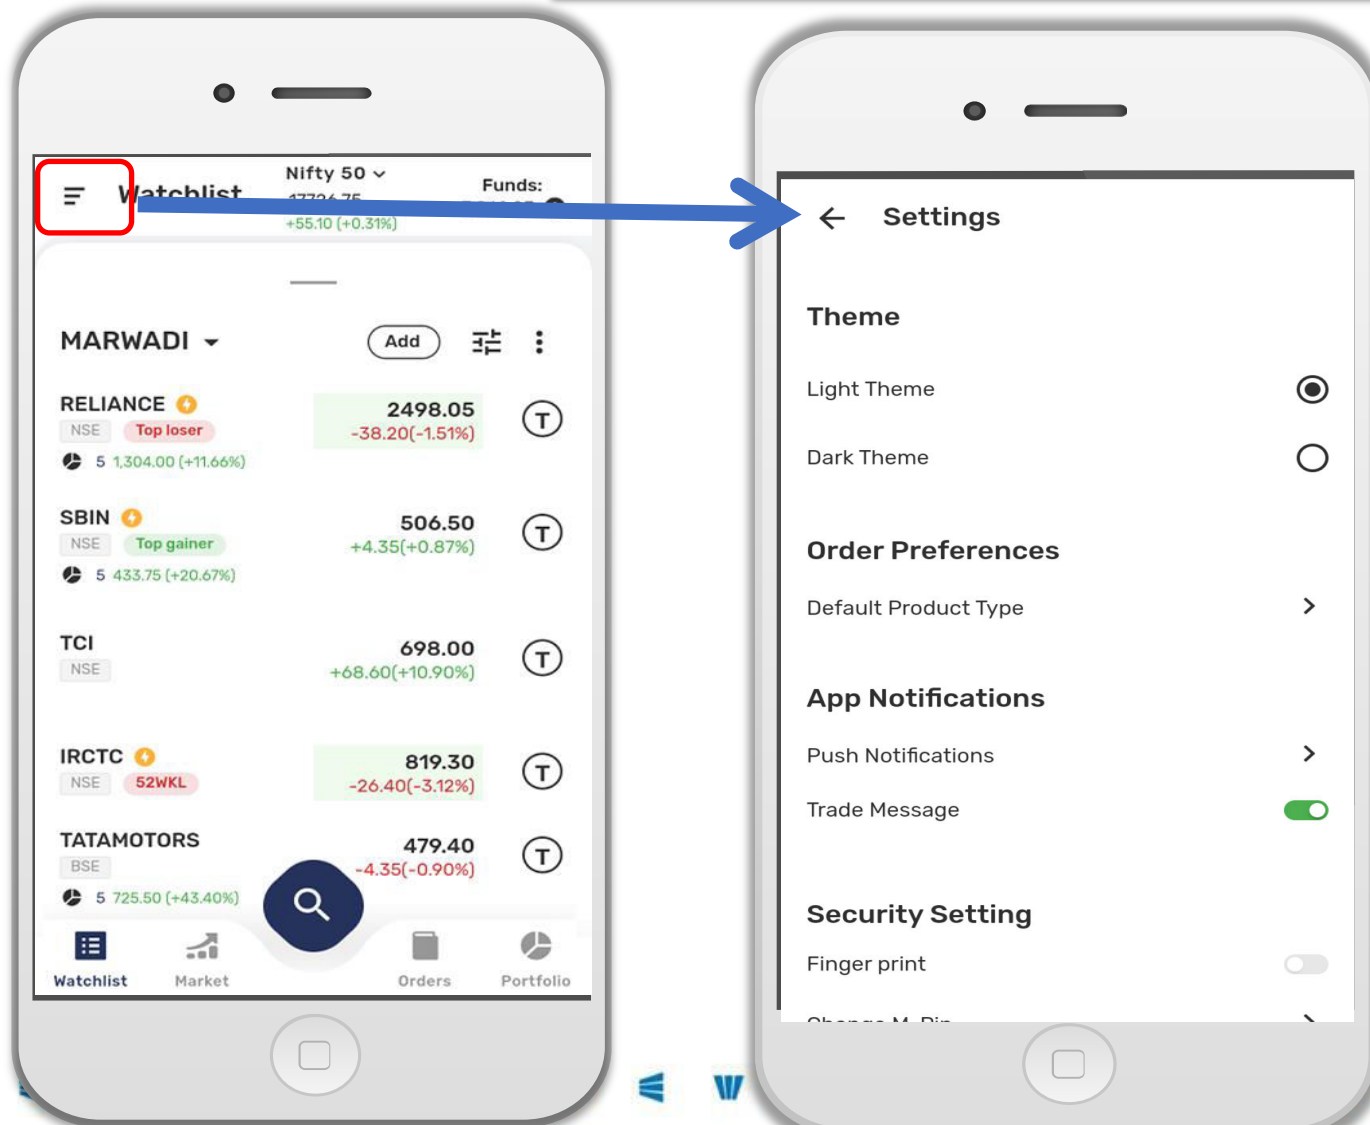 Watchlist
Nifty 50
17726.75
+55.10 (+0.31%)
Funds:
MARWADI
Add
RELIANCE
NSE Top loser
5 1,304.00 (+11.66%)
2498.05
-38.20(-1.51%)
T
SBIN
NSE Top gainer
5 433.75 (+20.67%)
506.50
+4.35(+0.87%)
T
TCI
NSE
698.00
+68.60(+10.90%)
T
IRCTC
NSE 52WKL
819.30
-26.40(-3.12%)
T
TATAMOTORS
BSE
5 725.50 (+43.40%)
479.40
-4.35(-0.90%)
T
Watchlist
Market
Orders
Portfolio
Settings
Theme
Light Theme
Dark Theme
Order Preferences
Default Product Type
App Notifications
Push Notifications
Trade Message
Security Setting
Finger print
Change M-Pin